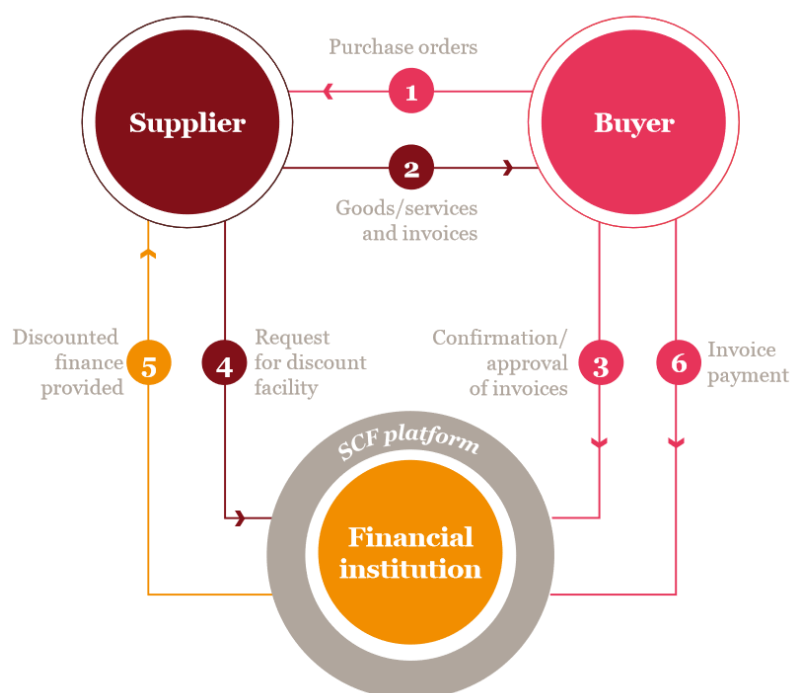 Purchase orders
1
Supplier
Buyer
2
Goods/services
and invoices
Discounted
finance
provided
5
4
Request
for discount
facility
Confirmation/
approval
of invoices
3
6
Invoice
payment
SCF platform
Financial
institution